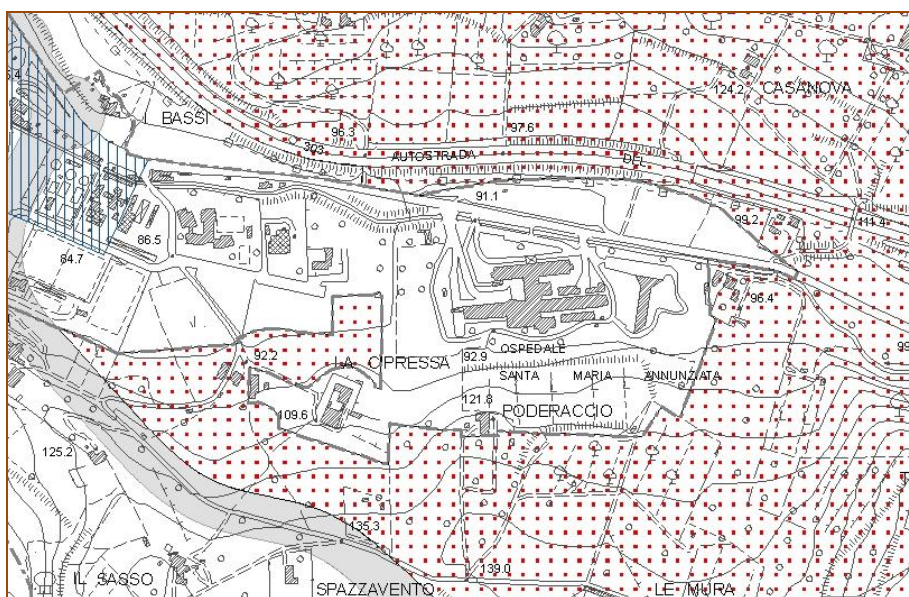 124.2 CASANOVA
I BASSI
96.3
97.6
303
AUTOSTRADA DEL
91.1
99.2
111.4
86.5
84.7
96.4
92.2
LA CIPRESSA
92.9
OSPEDALE
SANTA MARIA ANNUNZIATA
121.8
PODERACCIO
109.6
125.2
135.3
139.0
IL SASSO
SPAZZAVENTO
LE MURA